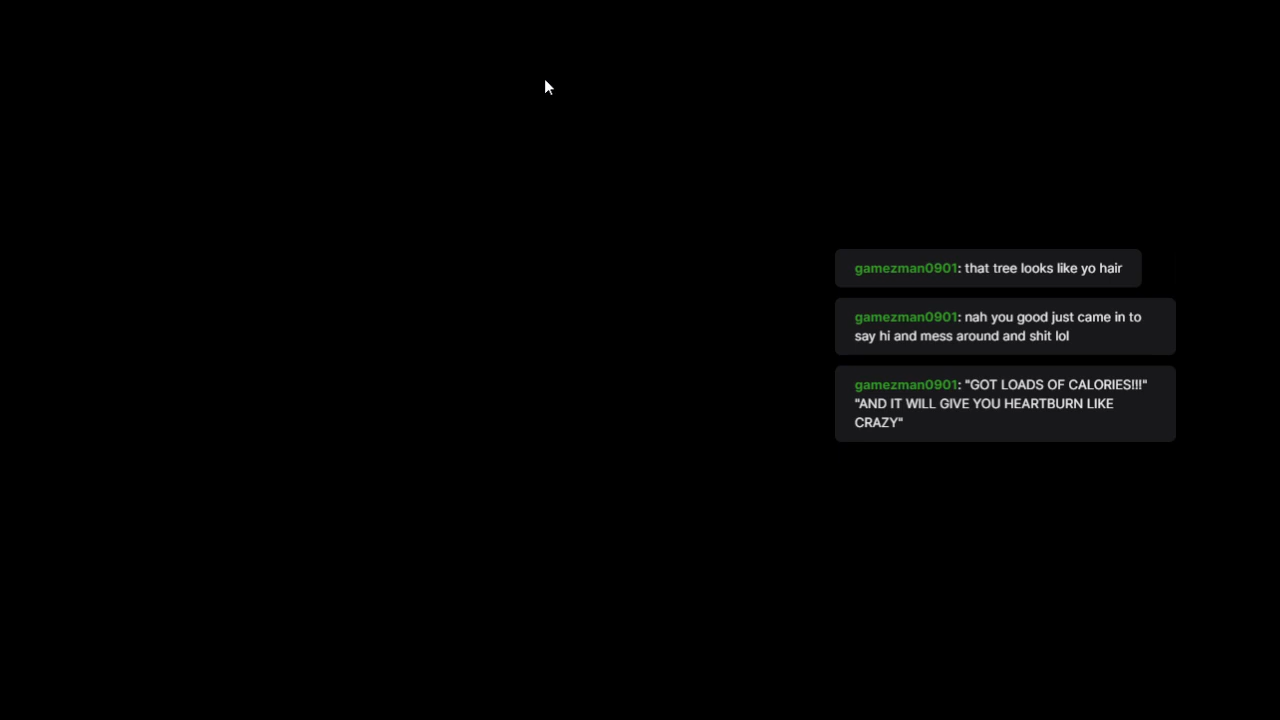 gamezman0901: that tree looks like yo hair
gamezman0901: nah you good just came in to
say hi and mess around and shit lol
gamezman0901: "GOT LOADS OF CALORIES!!!"
"AND IT WILL GIVE YOU HEARTBURN LIKE
CRAZY"